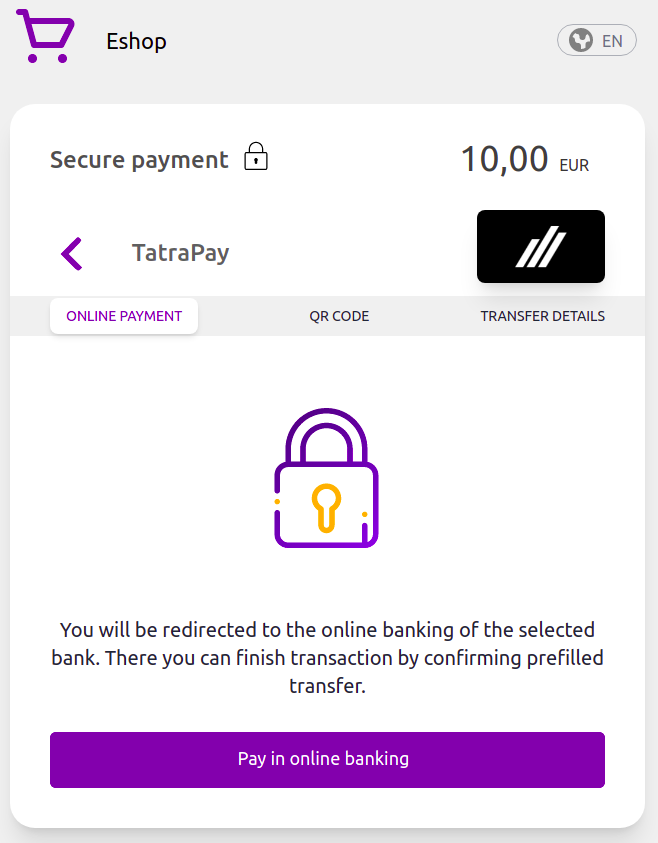 Eshop
EN
Secure payment
10,00 EUR
TatraPay
ONLINE PAYMENT
QR CODE
TRANSFER DETAILS
You will be redirected to the online banking of the selected
bank. There you can finish transaction by confirming prefilled
transfer.
Pay in online banking